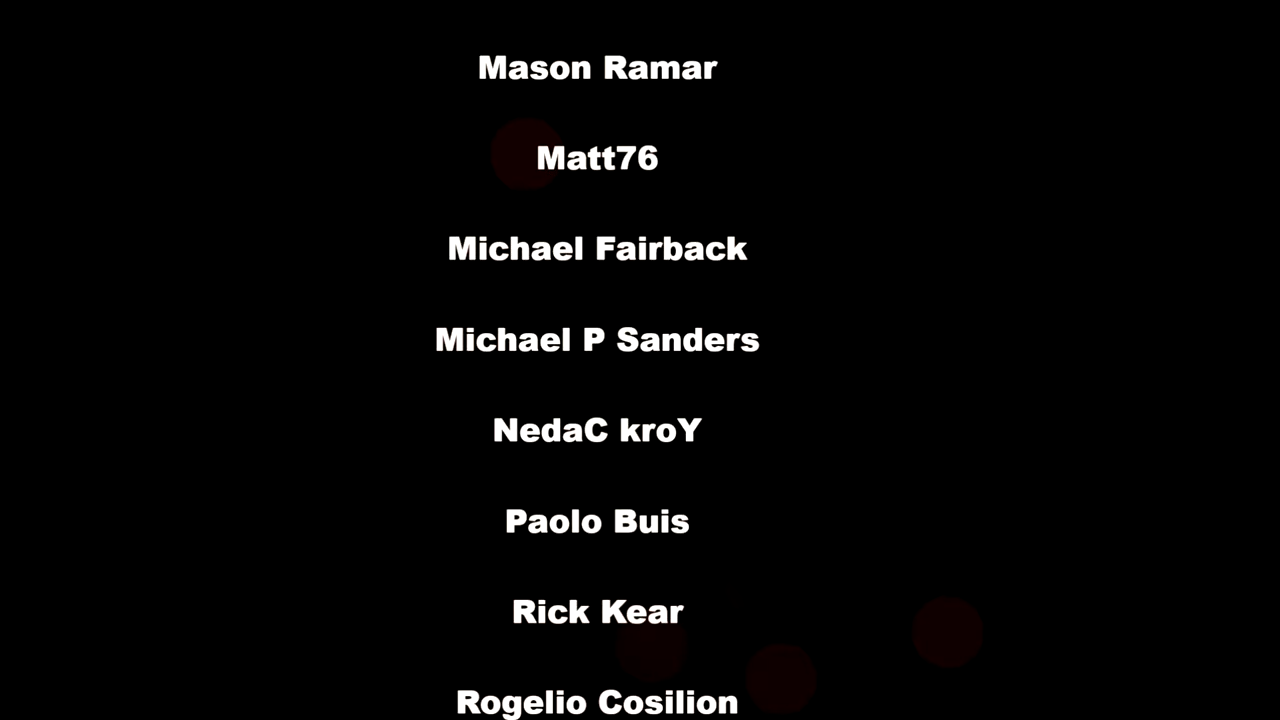 Mason Ramar
Matt76
Michael Fairback
Michael P Sanders
NedaC kroY
Paolo Buis
Rick Kear
Rogelio Cosilion